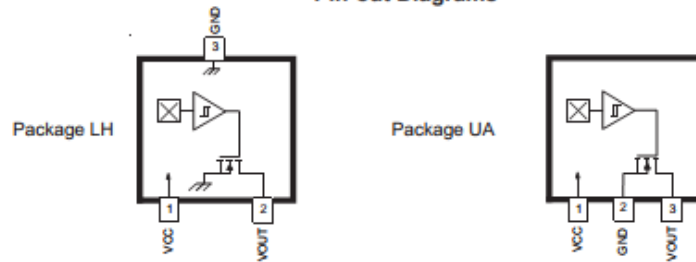 Pin-out Diagrams
GND
3
Package LH
1
2
VCC
VOUT
Package UA
1
2
3
VCC
GND
VOUT